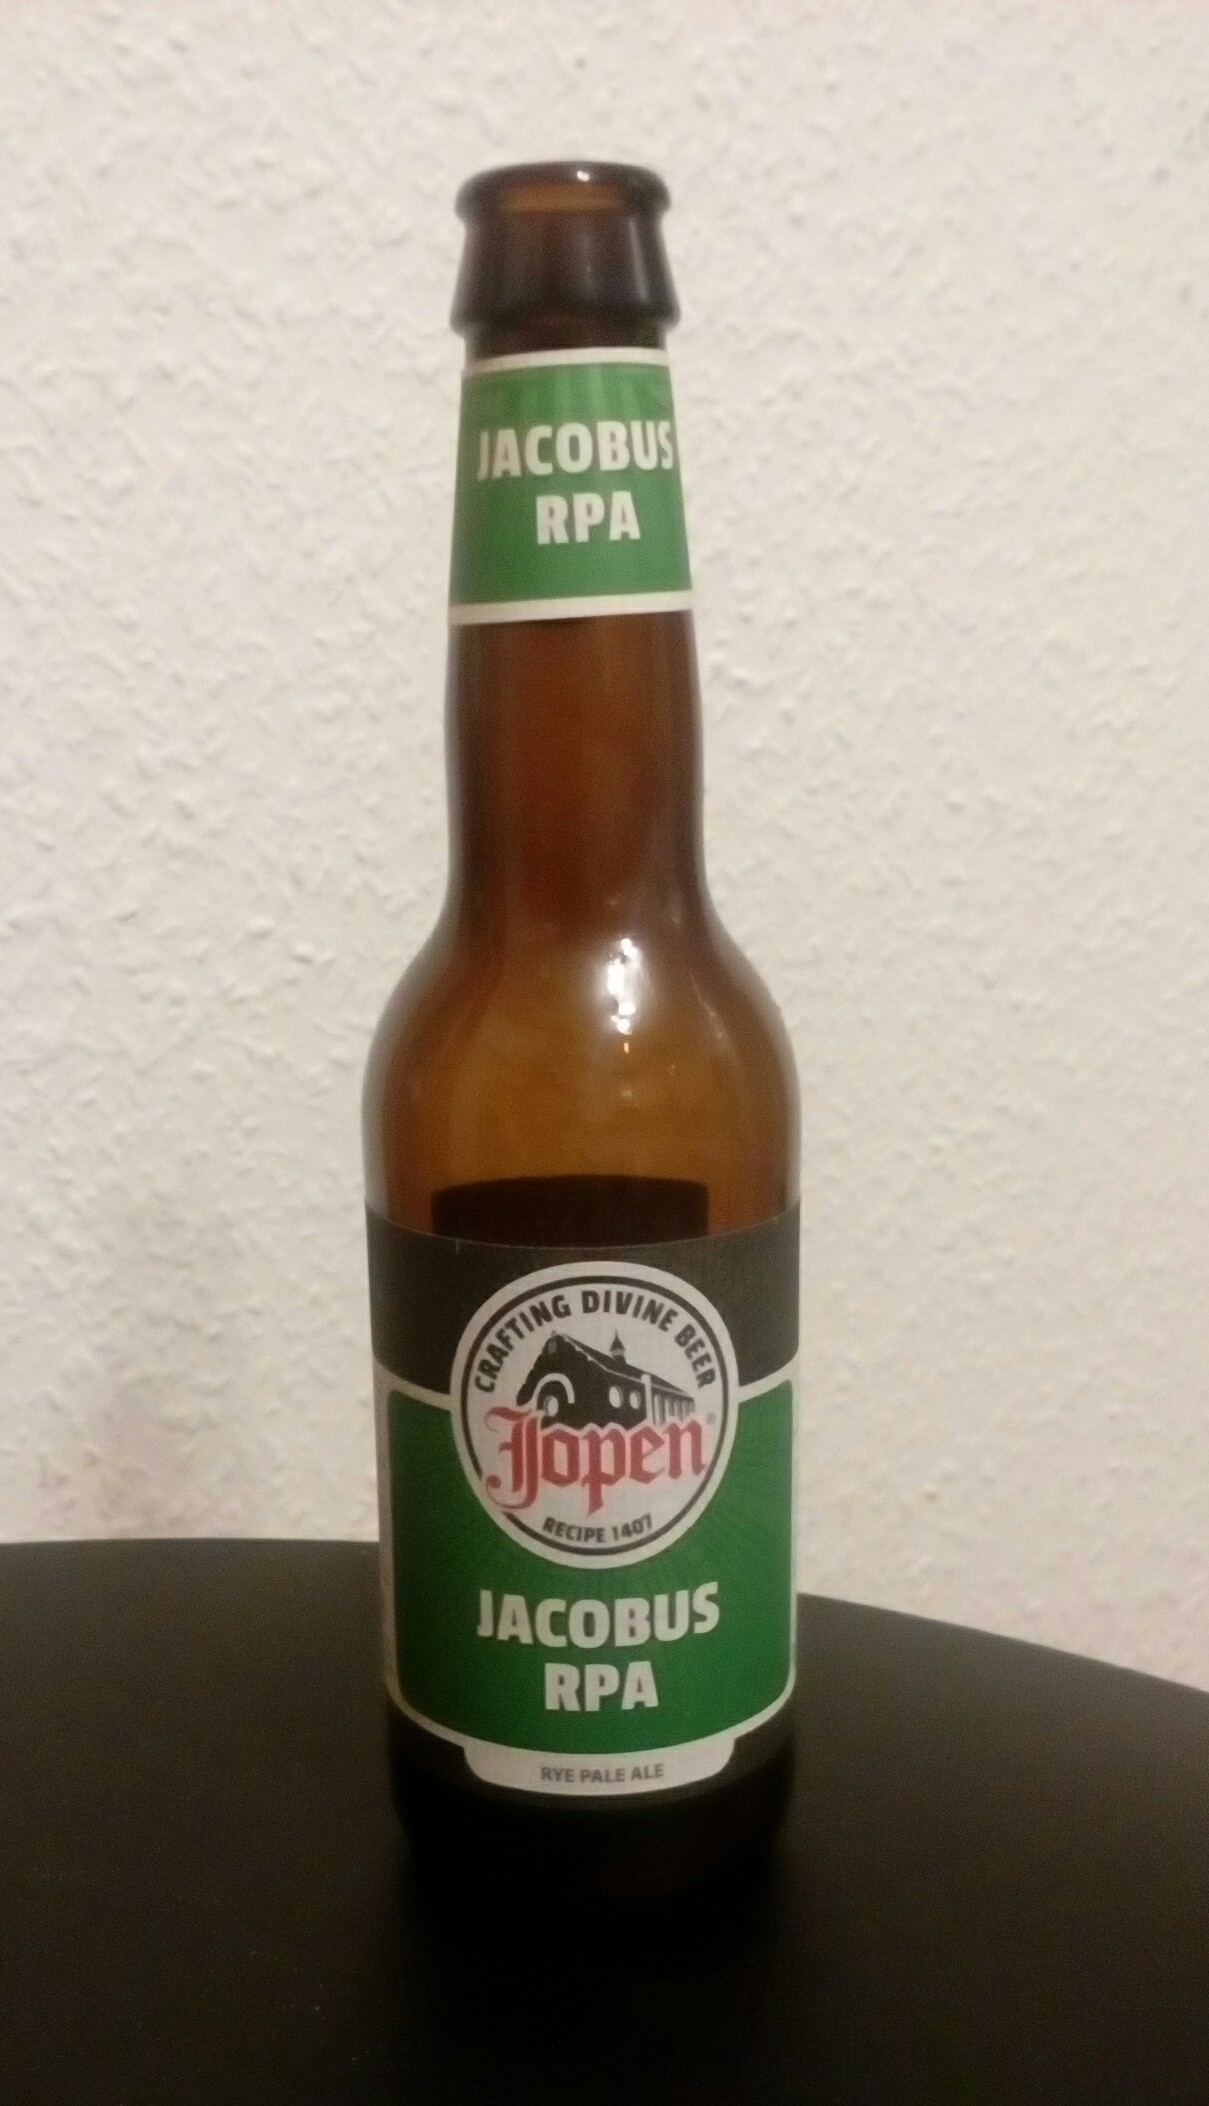 JACOBUS
RPA
CRAFTING DIVINE BEER
Jopen®
RECIPE 1407
JACOBUS
RPA
RYE PALE ALE